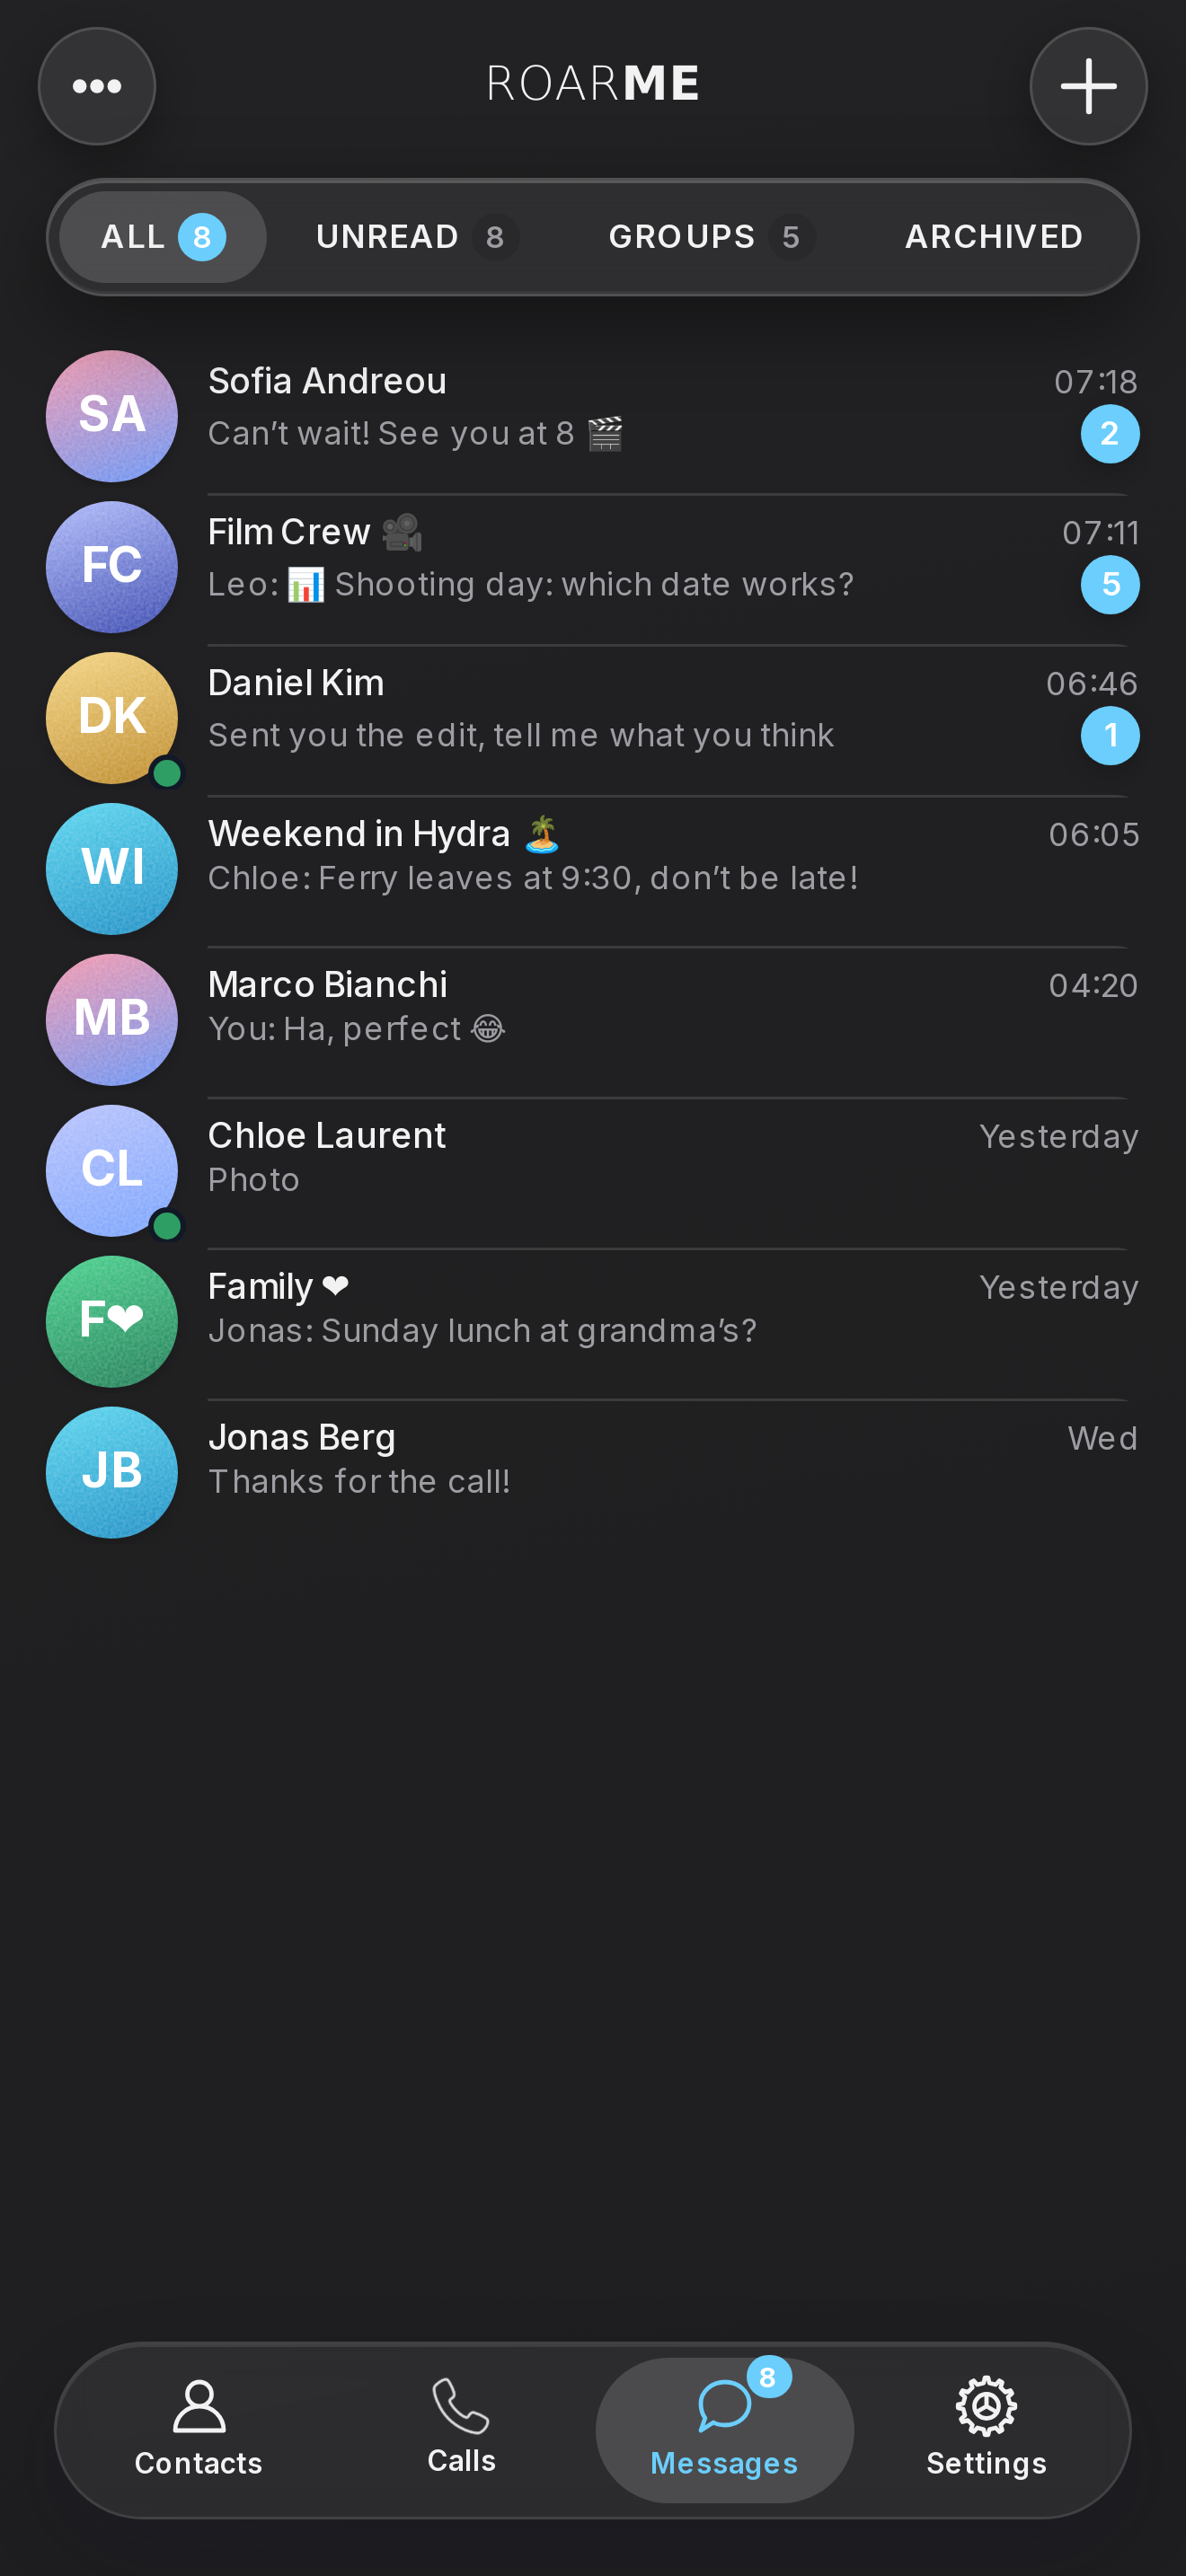 ROARME
ALL 8 UNREAD 8 GROUPS 5 ARCHIVED
SA Sofia Andreou 07:18
Can’t wait! See you at 8 🎬 2
FC Film Crew 🎥 07:11
Leo: 📊 Shooting day: which date works? 5
DK Daniel Kim 06:46
Sent you the edit, tell me what you think 1
WI Weekend in Hydra 🏝️ 06:05
Chloe: Ferry leaves at 9:30, don’t be late!
MB Marco Bianchi 04:20
You: Ha, perfect 😂
CL Chloe Laurent Yesterday
Photo
F❤ Family ❤ Yesterday
Jonas: Sunday lunch at grandma’s?
JB Jonas Berg Wed
Thanks for the call!
8
Contacts Calls Messages Settings